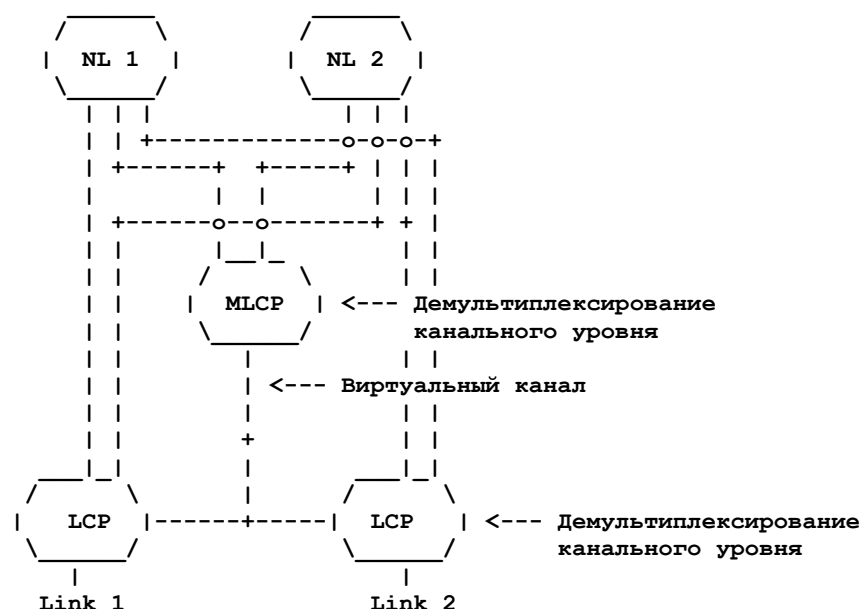 NL 1 NL 2
MLCP <--- Демультиплексирование
канального уровня
<--- Виртуальный канал
LCP LCP <--- Демультиплексирование
канального уровня
Link 1 Link 2